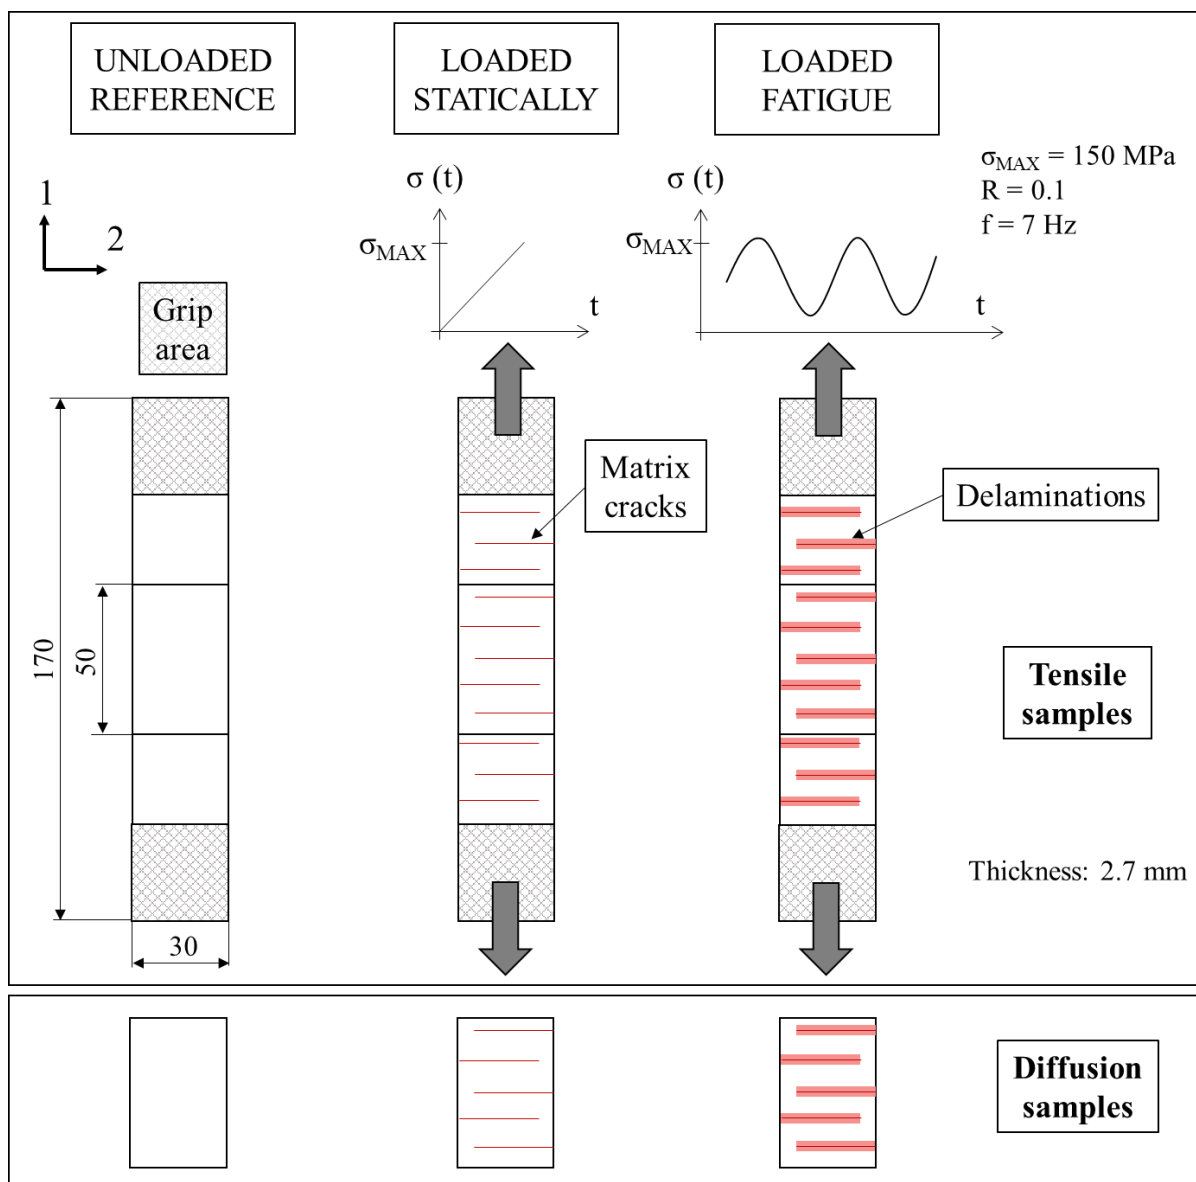 UNLOADED
REFERENCE
LOADED
STATICALLY
LOADED
FATIGUE
σMAX = 150 MPa
R = 0.1
f = 7 Hz
1
2
σ (t)
σMAX
t
σ (t)
σMAX
t
Grip
area
Matrix
cracks
Delaminations
170
50
30
Tensile
samples
Thickness: 2.7 mm
Diffusion
samples